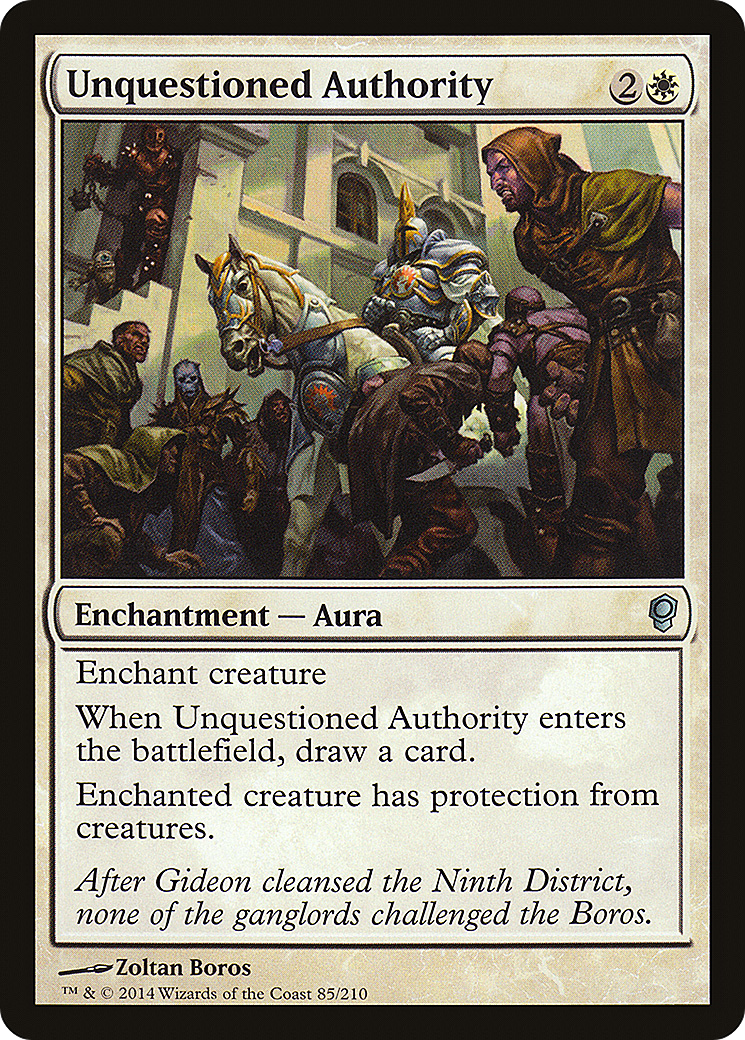 Unquestioned Authority 2
Enchantment — Aura
Enchant creature
When Unquestioned Authority enters
the battlefield, draw a card.
Enchanted creature has protection from
creatures.
After Gideon cleansed the Ninth District,
none of the ganglords challenged the Boros.
Zoltan Boros
™ & © 2014 Wizards of the Coast 85/210